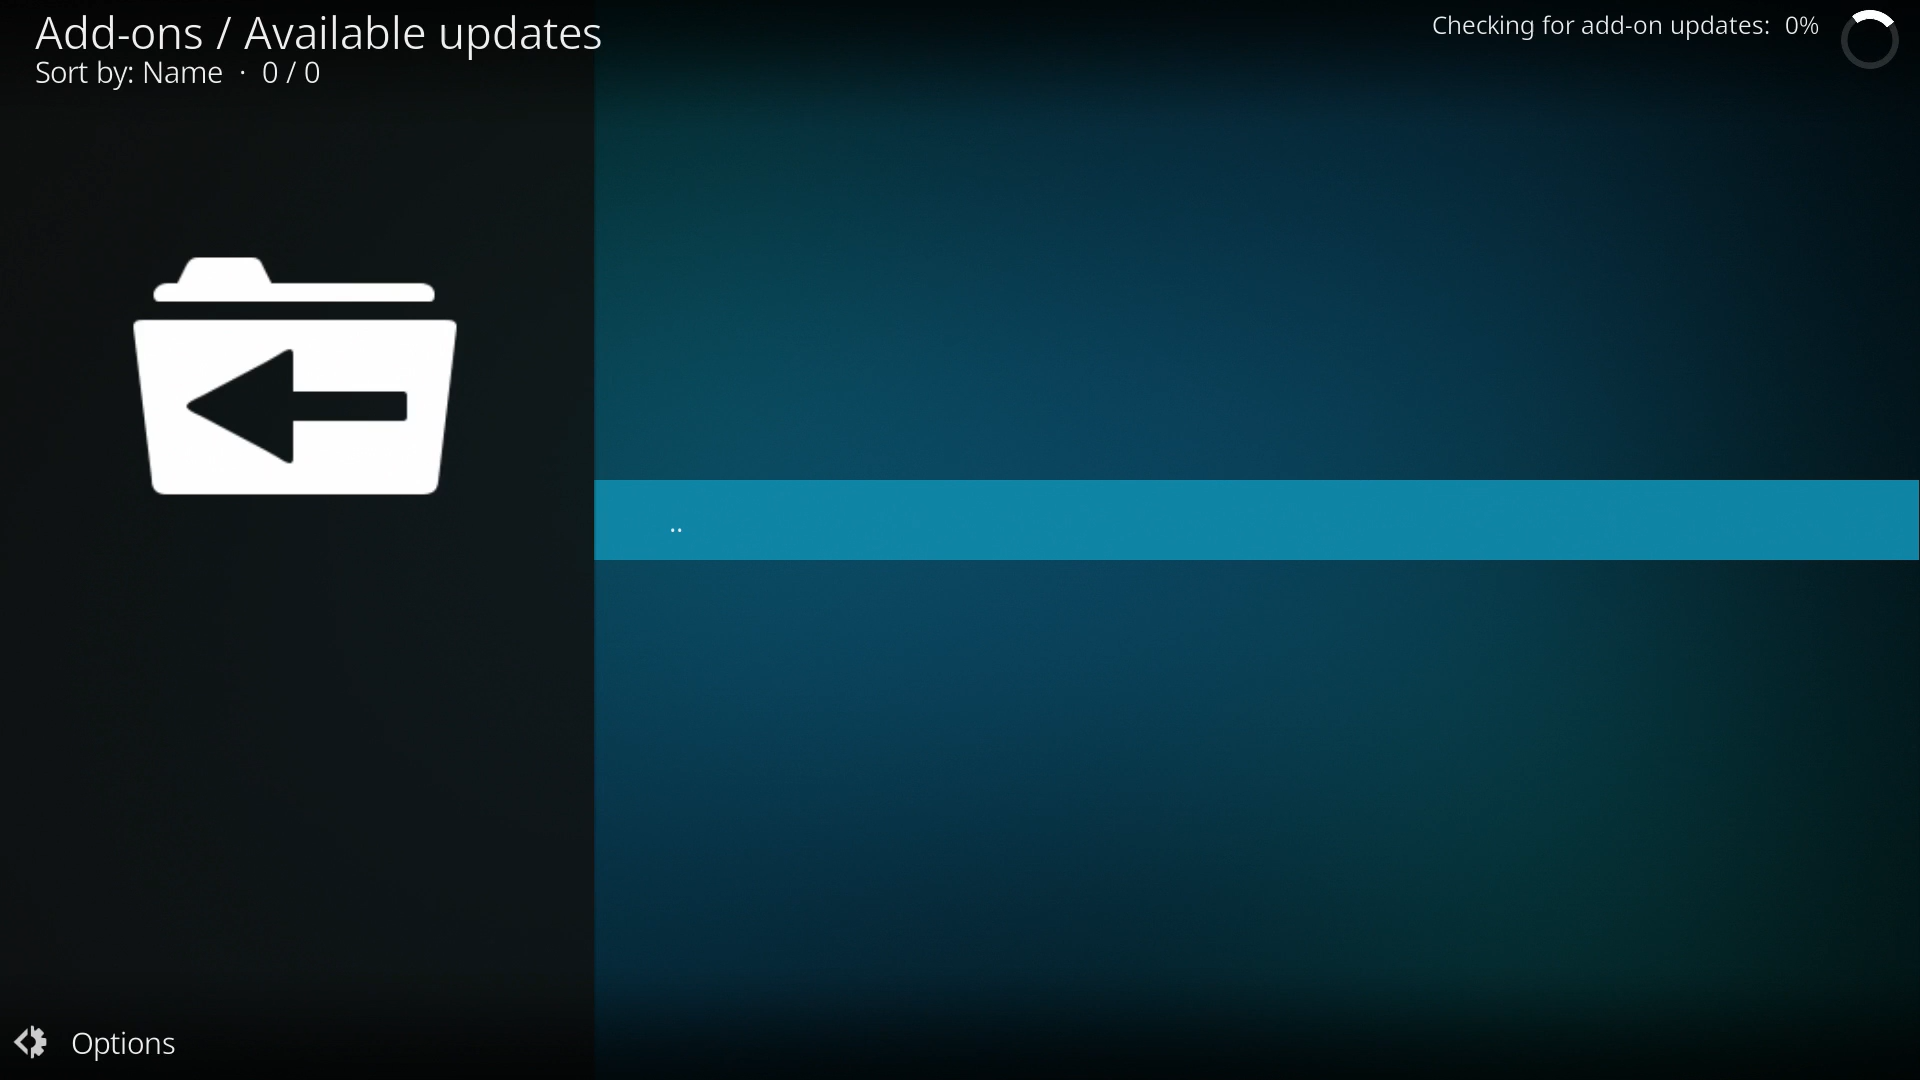 Add-ons / Available updates
Sort by: Name · 0 / 0
Checking for add-on updates: 0%
..
Options